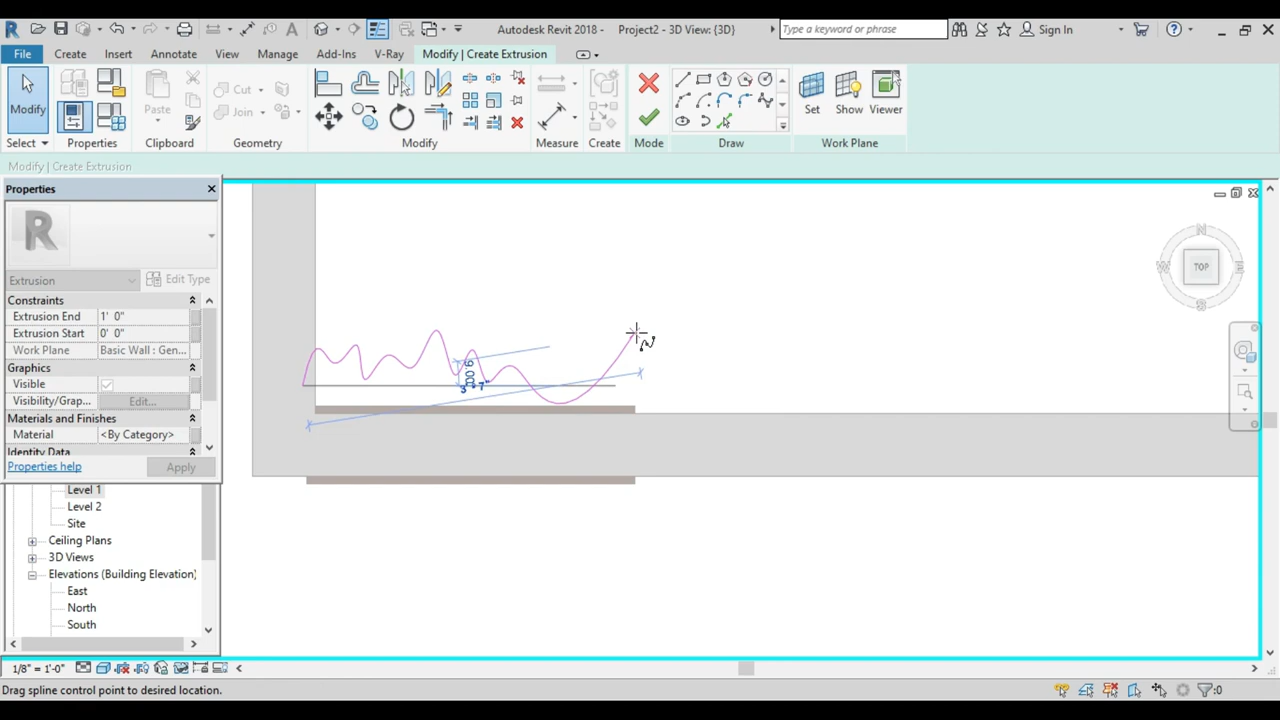 Autodesk Revit 2018 -    Project2 - 3D View: {3D}
Type a keyword or phrase
Sign In
File Create Insert Annotate View Manage Add-Ins V-Ray Modify | Create Extrusion
Modify Paste Cut Join Set Show Viewer
Select Properties Clipboard Geometry Modify Measure Create Mode Draw Work Plane
Modify | Create Extrusion
Properties
R
Extrusion Edit Type
Constraints
Extrusion End 1' 0"
Extrusion Start 0' 0"
Work Plane Basic Wall : Gen...
Graphics
Visible
Visibility/Grap... Edit...
Materials and Finishes
Material <By Category>
Identity Data
Properties help Apply
Level 1
Level 2
Site
Ceiling Plans
3D Views
Elevations (Building Elevation)
East
North
South
N
W TOP E
S
1/8" = 1'-0"
Drag spline control point to desired location.
:0